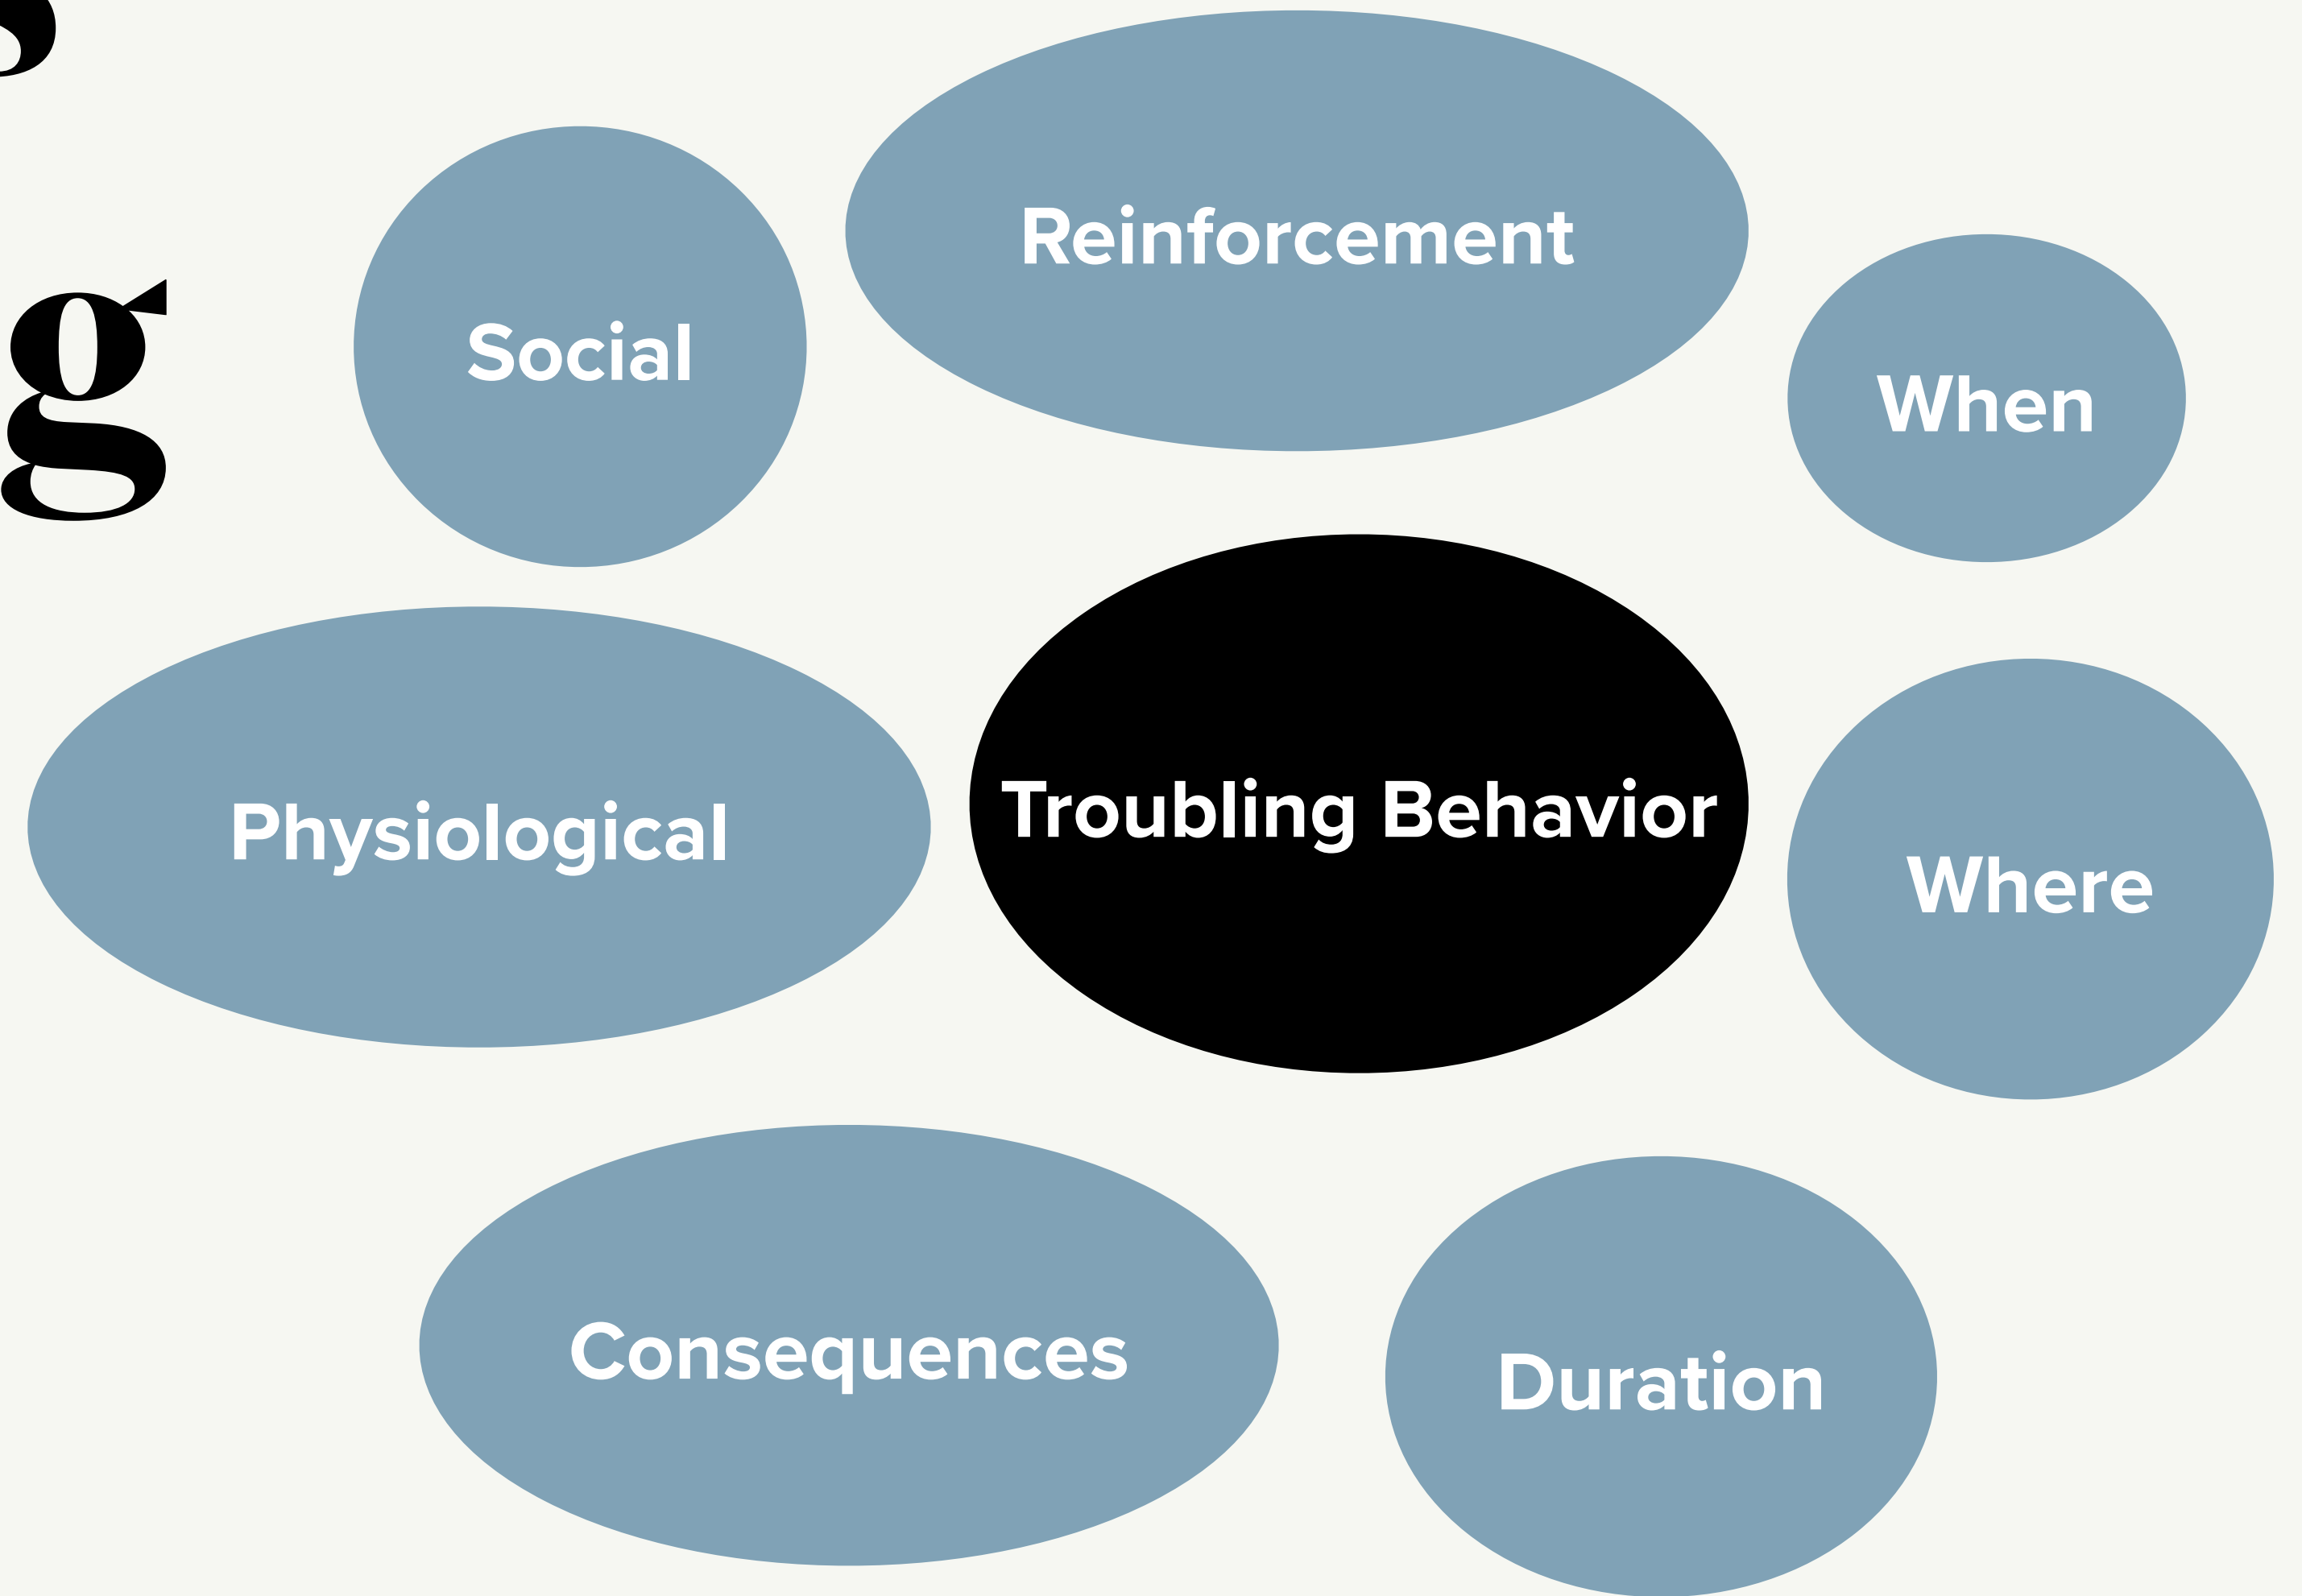 g
Social
Reinforcement
When
Physiological
Troubling Behavior
Where
Consequences
Duration